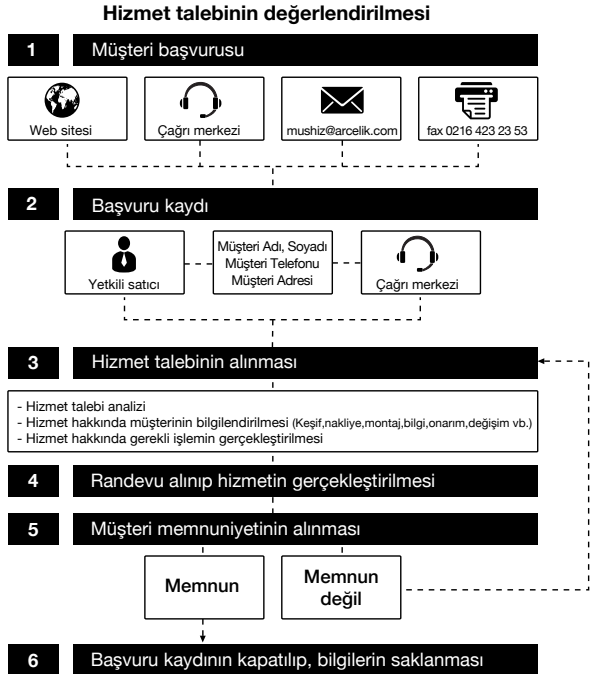 Hizmet talebinin değerlendirilmesi
1 Müşteri başvurusu
Web sitesi
Çağrı merkezi
mushiz@arcelik.com
fax 0216 423 23 53
2 Başvuru kaydı
Yetkili satıcı
Müşteri Adı, Soyadı
Müşteri Telefonu
Müşteri Adresi
Çağrı merkezi
3 Hizmet talebinin alınması
- Hizmet talebi analizi
- Hizmet hakkında müşterinin bilgilendirilmesi (Keşif,nakliye,montaj,bilgi,onarım,değişim vb.)
- Hizmet hakkında gerekli işlemin gerçekleştirilmesi
4 Randevu alınıp hizmetin gerçekleştirilmesi
5 Müşteri memnuniyetinin alınması
Memnun
Memnun
değil
6 Başvuru kaydının kapatılıp, bilgilerin saklanması